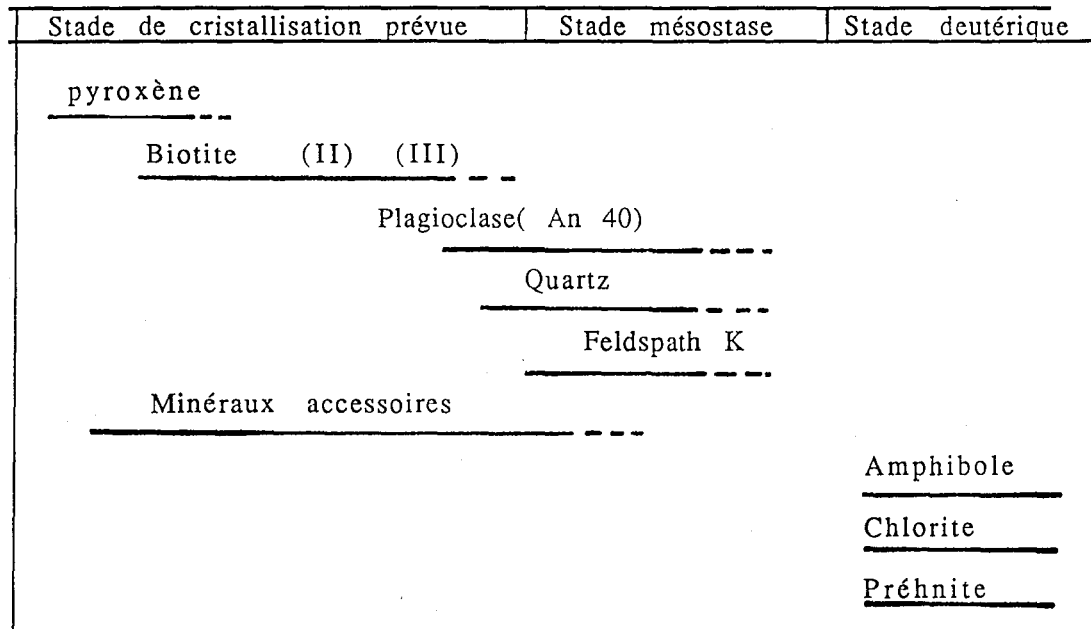 Stade de cristallisation prévue Stade mésostase Stade deutérique
pyroxène
Biotite (II) (III)
Plagioclase( An 40)
Quartz
Feldspath K
Minéraux accessoires
Amphibole
Chlorite
Préhnite